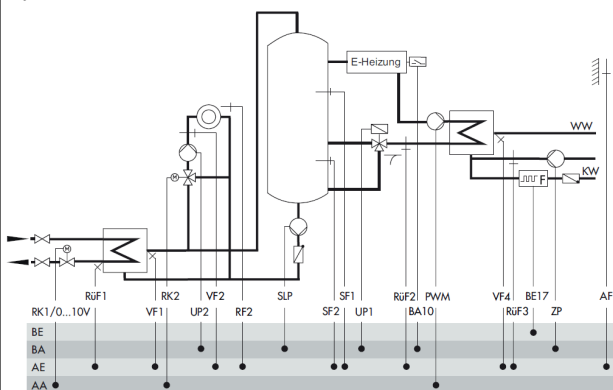 E-Heizung
WW
KW
F
M
M
RüF1 RK2 VF2 SLP SF1 RüF2 PWM VF4 BE17 AF
RK1/0...10V VF1 UP2 RF2 SF2 UP1 BA10 RüF3 ZP
BE
BA
AE
AA